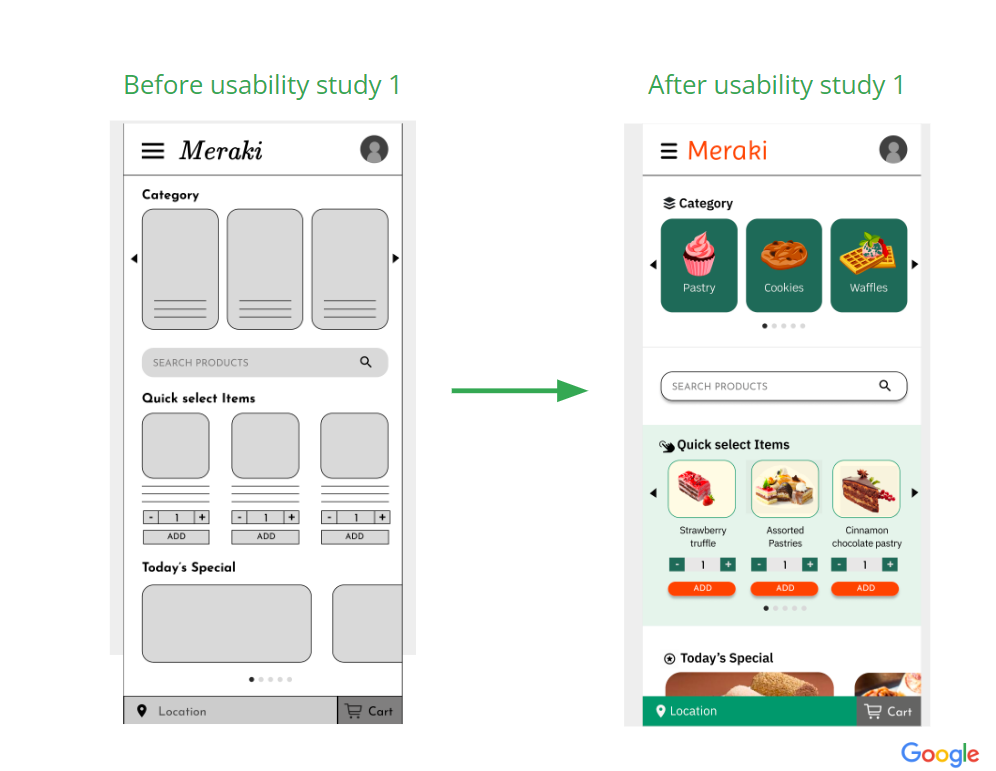 Before usability study 1
Meraki
Category
SEARCH PRODUCTS
Quick select Items
- 1 + - 1 + - 1 +
ADD ADD ADD
Today's Special
Location Cart
After usability study 1
Meraki
Category
Pastry Cookies Waffles
SEARCH PRODUCTS
Quick select Items
Strawberry Assorted Cinnamon
truffle Pastries chocolate pastry
- 1 + - 1 + - 1 +
ADD ADD ADD
Today's Special
Location Cart
Google